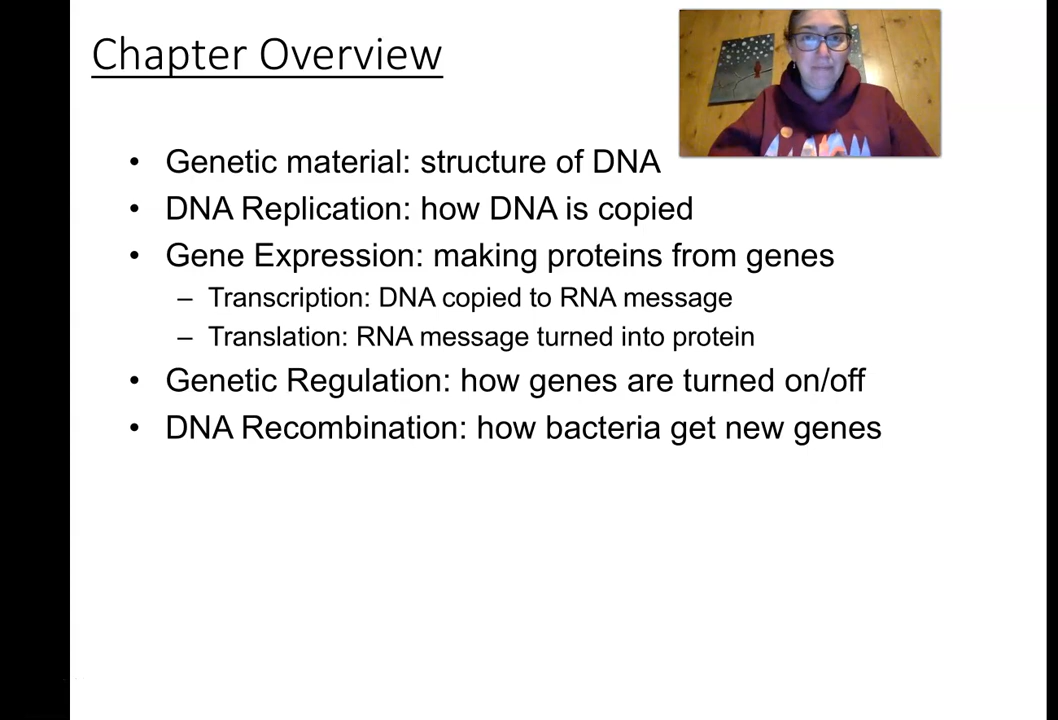 Chapter Overview
• Genetic material: structure of DNA
• DNA Replication: how DNA is copied
• Gene Expression: making proteins from genes
– Transcription: DNA copied to RNA message
– Translation: RNA message turned into protein
• Genetic Regulation: how genes are turned on/off
• DNA Recombination: how bacteria get new genes